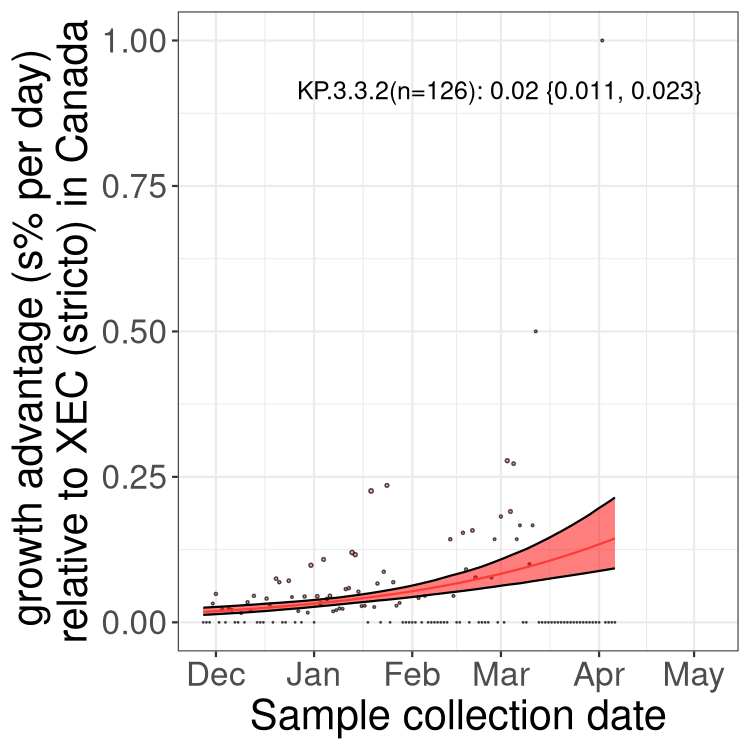 growth advantage (s% per day)
relative to XEC (stricto) in Canada
1.00
KP.3.3.2(n=126): 0.02 {0.011, 0.023}
0.75
0.50
0.25
0.00
Dec Jan Feb Mar Apr May
Sample collection date